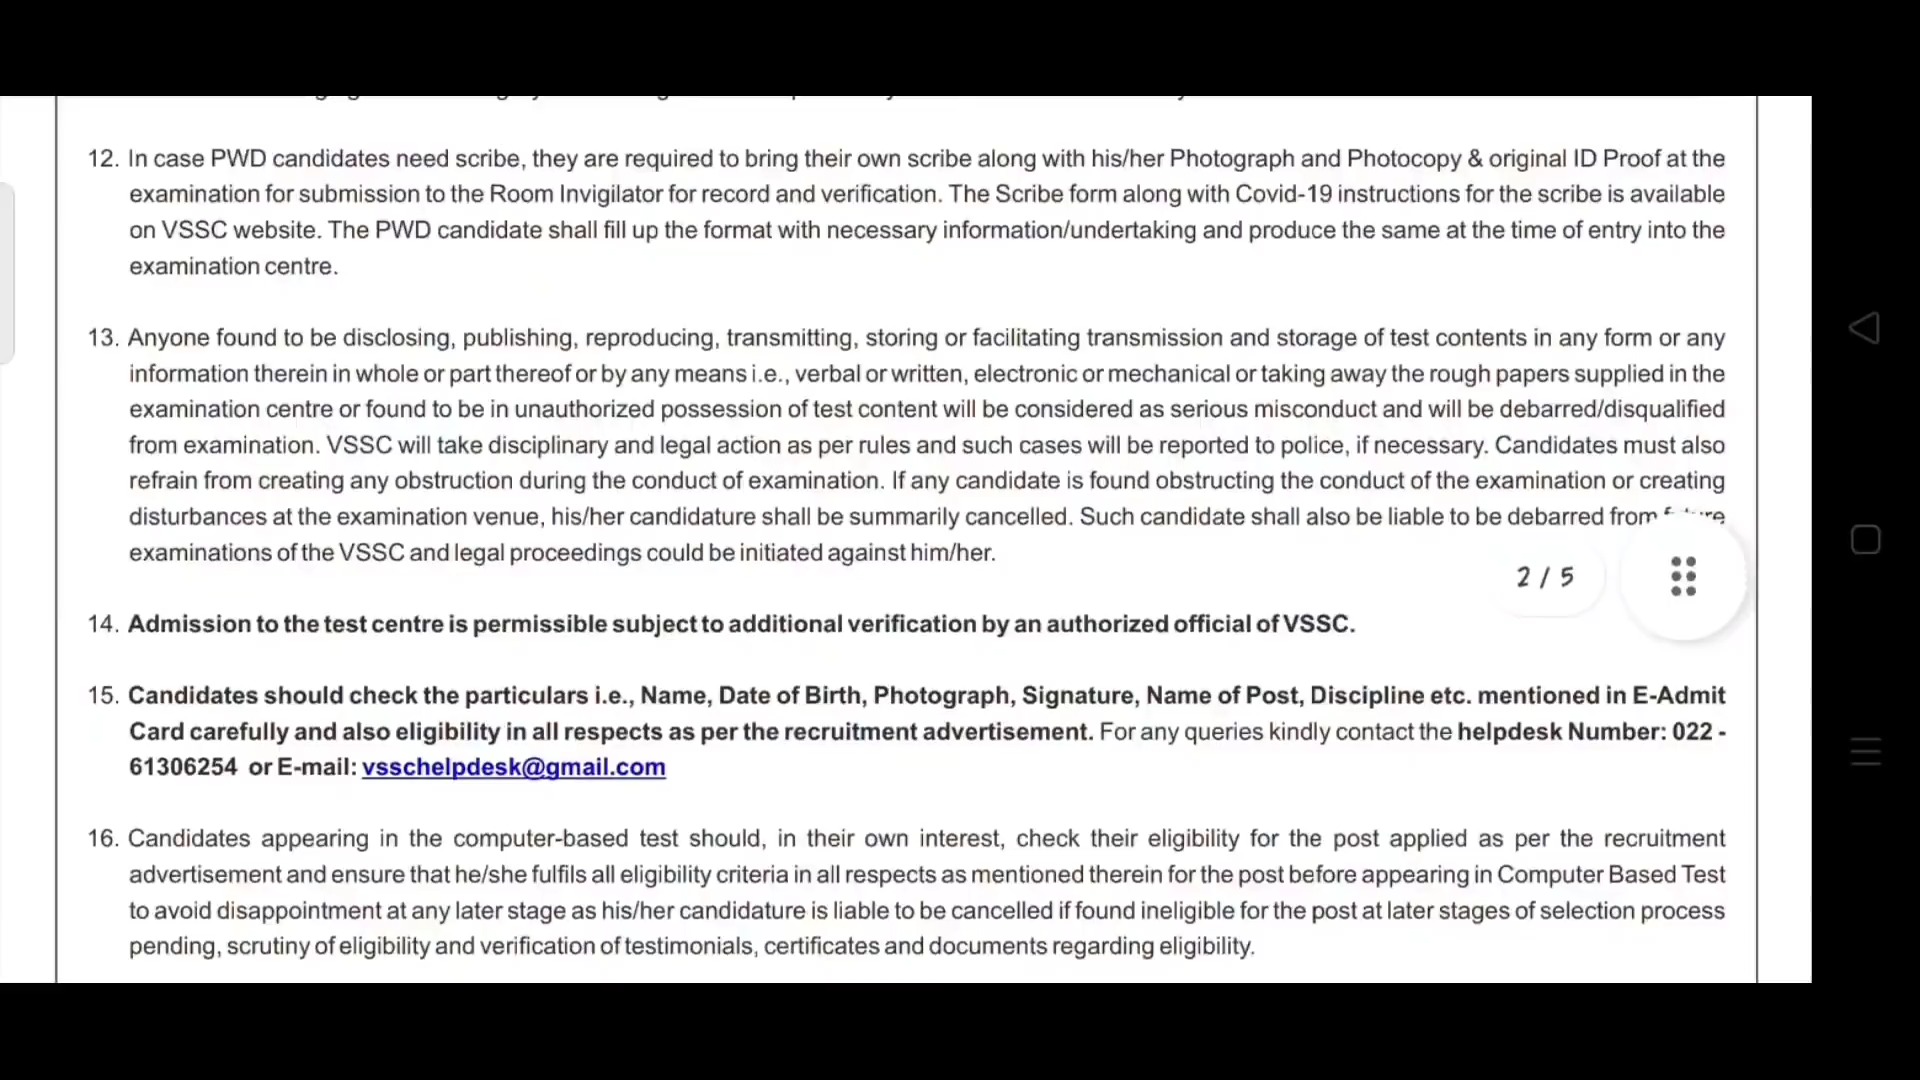 12. In case PWD candidates need scribe, they are required to bring their own scribe along with his/her Photograph and Photocopy & original ID Proof at the
examination for submission to the Room Invigilator for record and verification. The Scribe form along with Covid-19 instructions for the scribe is available
on VSSC website. The PWD candidate shall fill up the format with necessary information/undertaking and produce the same at the time of entry into the
examination centre.
13. Anyone found to be disclosing, publishing, reproducing, transmitting, storing or facilitating transmission and storage of test contents in any form or any
information therein in whole or part thereof or by any means i.e., verbal or written, electronic or mechanical or taking away the rough papers supplied in the
examination centre or found to be in unauthorized possession of test content will be considered as serious misconduct and will be debarred/disqualified
from examination. VSSC will take disciplinary and legal action as per rules and such cases will be reported to police, if necessary. Candidates must also
refrain from creating any obstruction during the conduct of examination. If any candidate is found obstructing the conduct of the examination or creating
disturbances at the examination venue, his/her candidature shall be summarily cancelled. Such candidate shall also be liable to be debarred from
examinations of the VSSC and legal proceedings could be initiated against him/her.
2 / 5
14. Admission to the test centre is permissible subject to additional verification by an authorized official of VSSC.
15. Candidates should check the particulars i.e., Name, Date of Birth, Photograph, Signature, Name of Post, Discipline etc. mentioned in E-Admit
Card carefully and also eligibility in all respects as per the recruitment advertisement. For any queries kindly contact the helpdesk Number: 022 -
61306254 or E-mail: vsschelpdesk@gmail.com
16. Candidates appearing in the computer-based test should, in their own interest, check their eligibility for the post applied as per the recruitment
advertisement and ensure that he/she fulfils all eligibility criteria in all respects as mentioned therein for the post before appearing in Computer Based Test
to avoid disappointment at any later stage as his/her candidature is liable to be cancelled if found ineligible for the post at later stages of selection process
pending, scrutiny of eligibility and verification of testimonials, certificates and documents regarding eligibility.